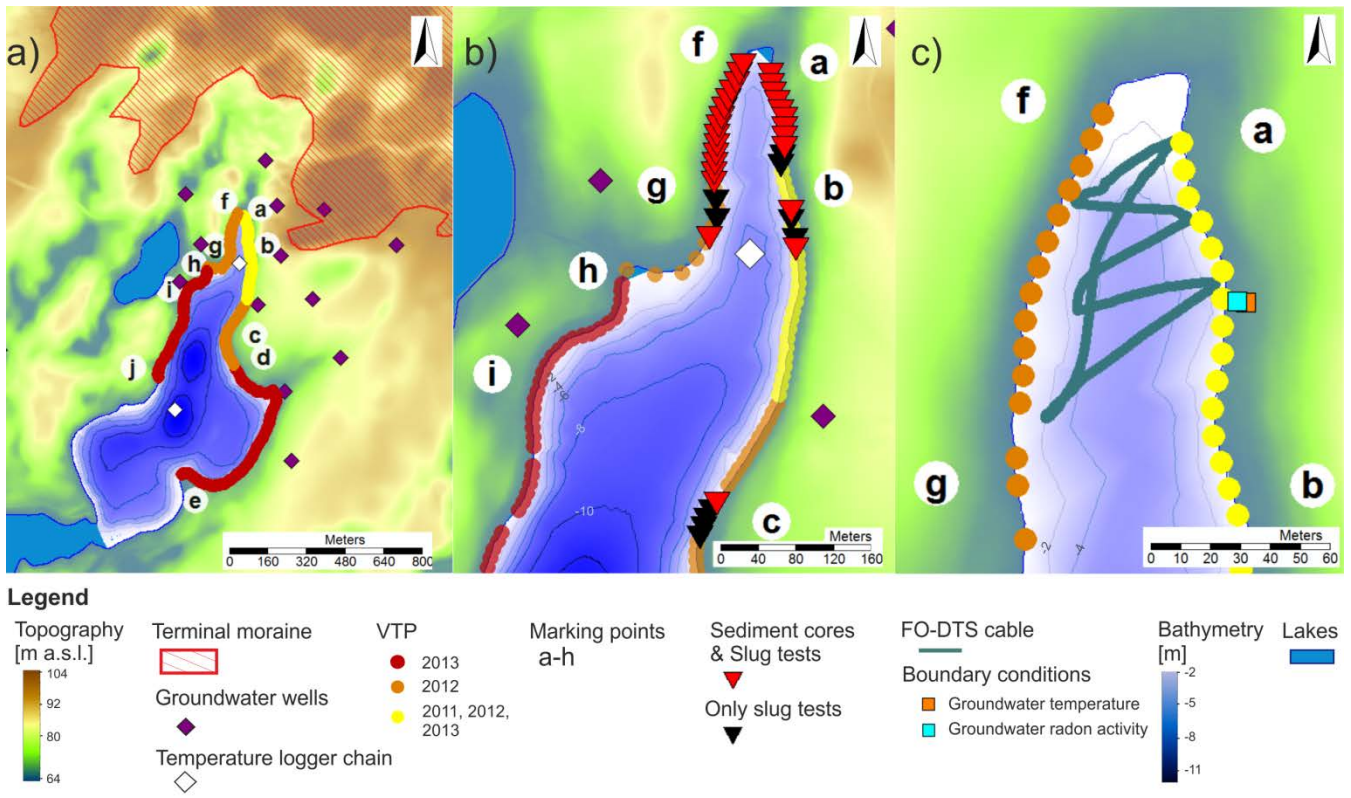 a)
f
a
g
b
h
i
c
d
j
e
Meters
0 160 320 480 640 800
b)
f
a
g
b
h
i
c
-2
-4
-6
-8
-10
Meters
0 40 80 120 160
c)
f
a
g
b
-2
-4
Meters
0 10 20 30 40 50 60
Legend
Topography
[m a.s.l.]
104
92
80
64
Terminal moraine
Groundwater wells
Temperature logger chain
VTP
2013
2012
2011, 2012,
2013
Marking points
a-h
Sediment cores
& Slug tests
Only slug tests
FO-DTS cable
Boundary conditions
Groundwater temperature
Groundwater radon activity
Bathymetry
[m]
-2
-5
-8
-11
Lakes